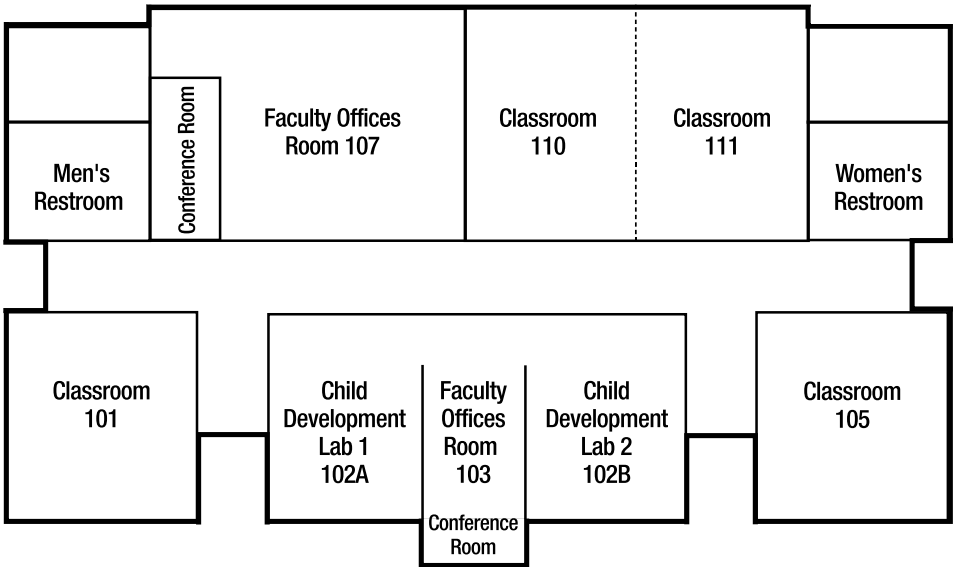 Conference Room
Faculty Offices
Room 107
Classroom
110
Classroom
111
Men's
Restroom
Women's
Restroom
Classroom
101
Child
Development
Lab 1
102A
Faculty
Offices
Room
103
Child
Development
Lab 2
102B
Classroom
105
Conference
Room